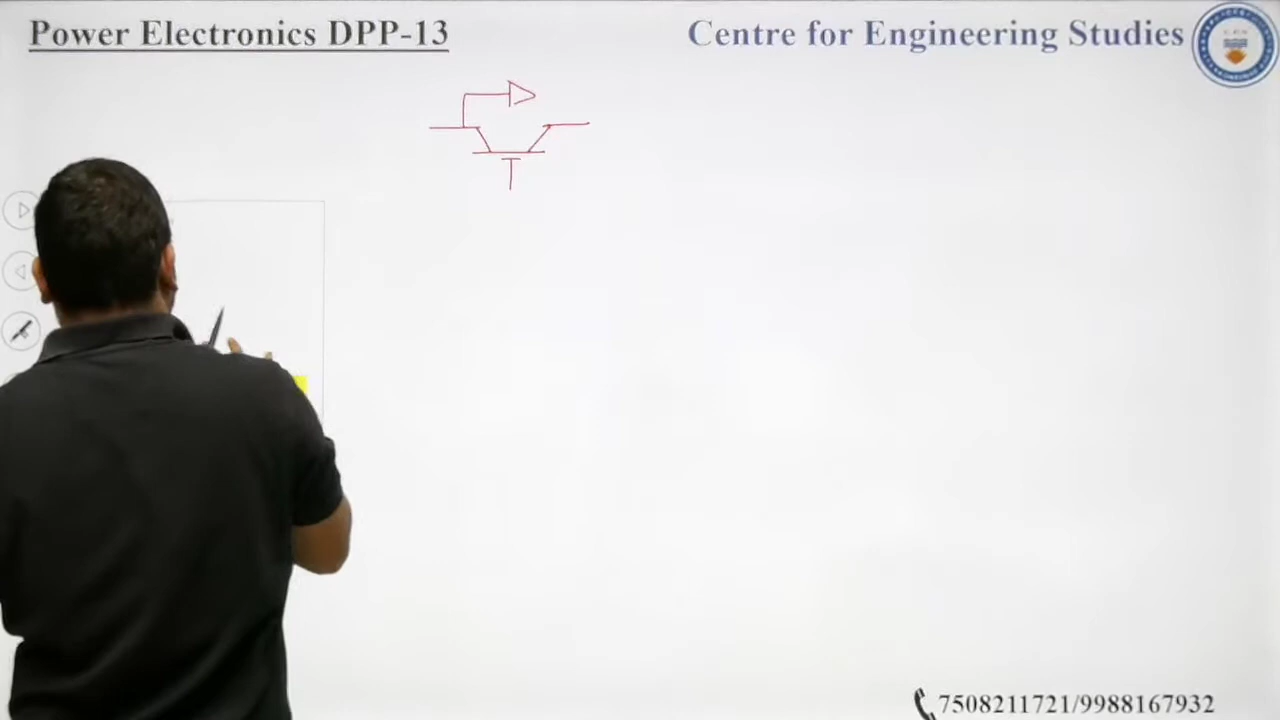 Power Electronics DPP-13
Centre for Engineering Studies
7508211721/9988167932